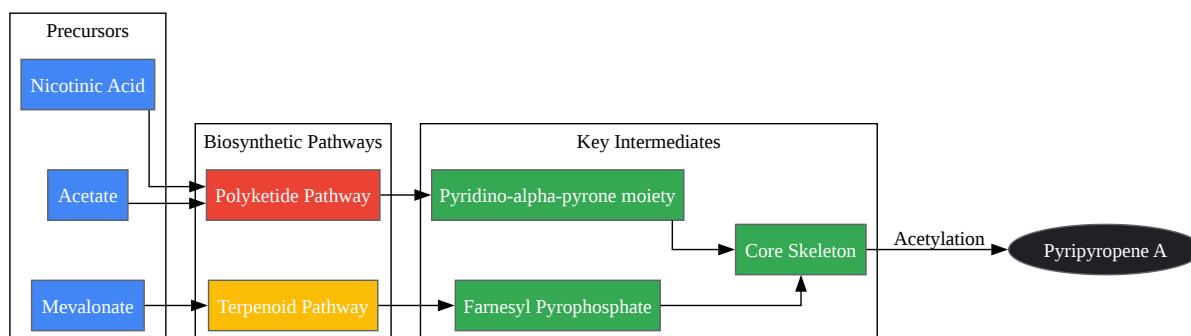 Precursors
Nicotinic Acid
Acetate
Mevalonate
Biosynthetic Pathways
Polyketide Pathway
Terpenoid Pathway
Key Intermediates
Pyridino-alpha-pyrone moiety
Farnesyl Pyrophosphate
Core Skeleton
Acetylation
Pyripyropene A